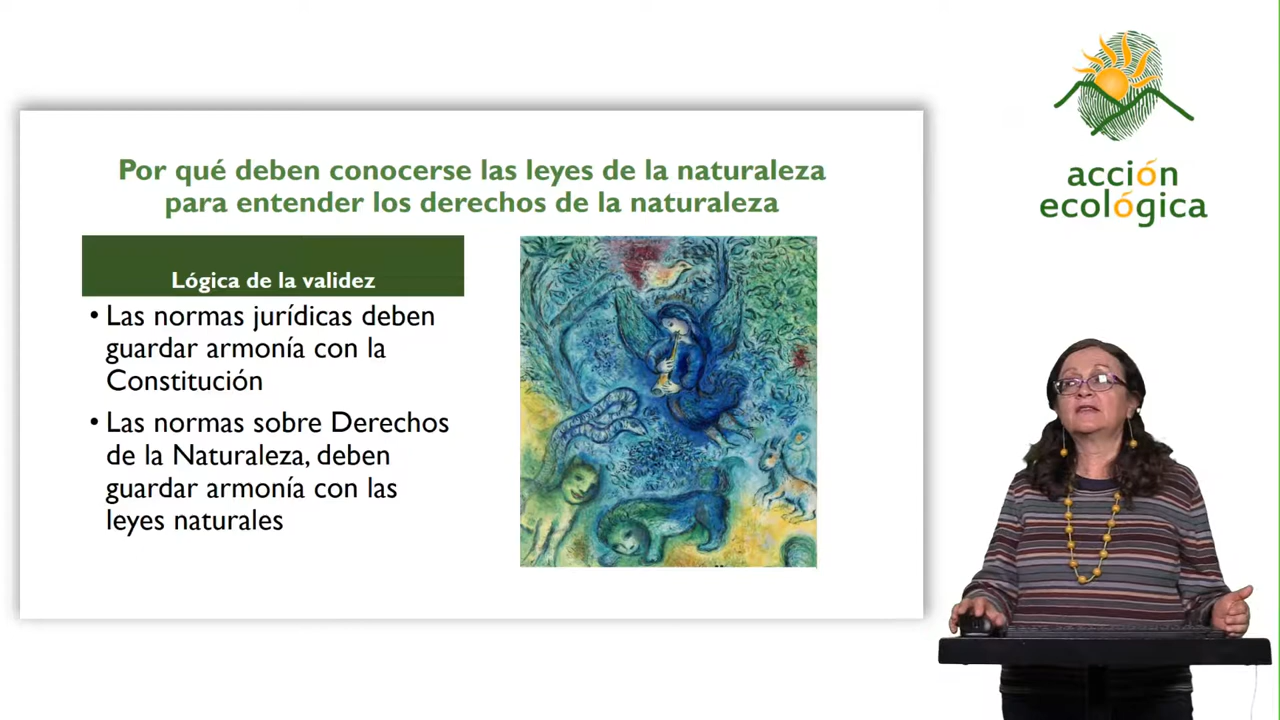 Por qué deben conocerse las leyes de la naturaleza
para entender los derechos de la naturaleza
Lógica de la validez
• Las normas jurídicas deben
guardar armonía con la
Constitución
• Las normas sobre Derechos
de la Naturaleza, deben
guardar armonía con las
leyes naturales
acción
ecológica